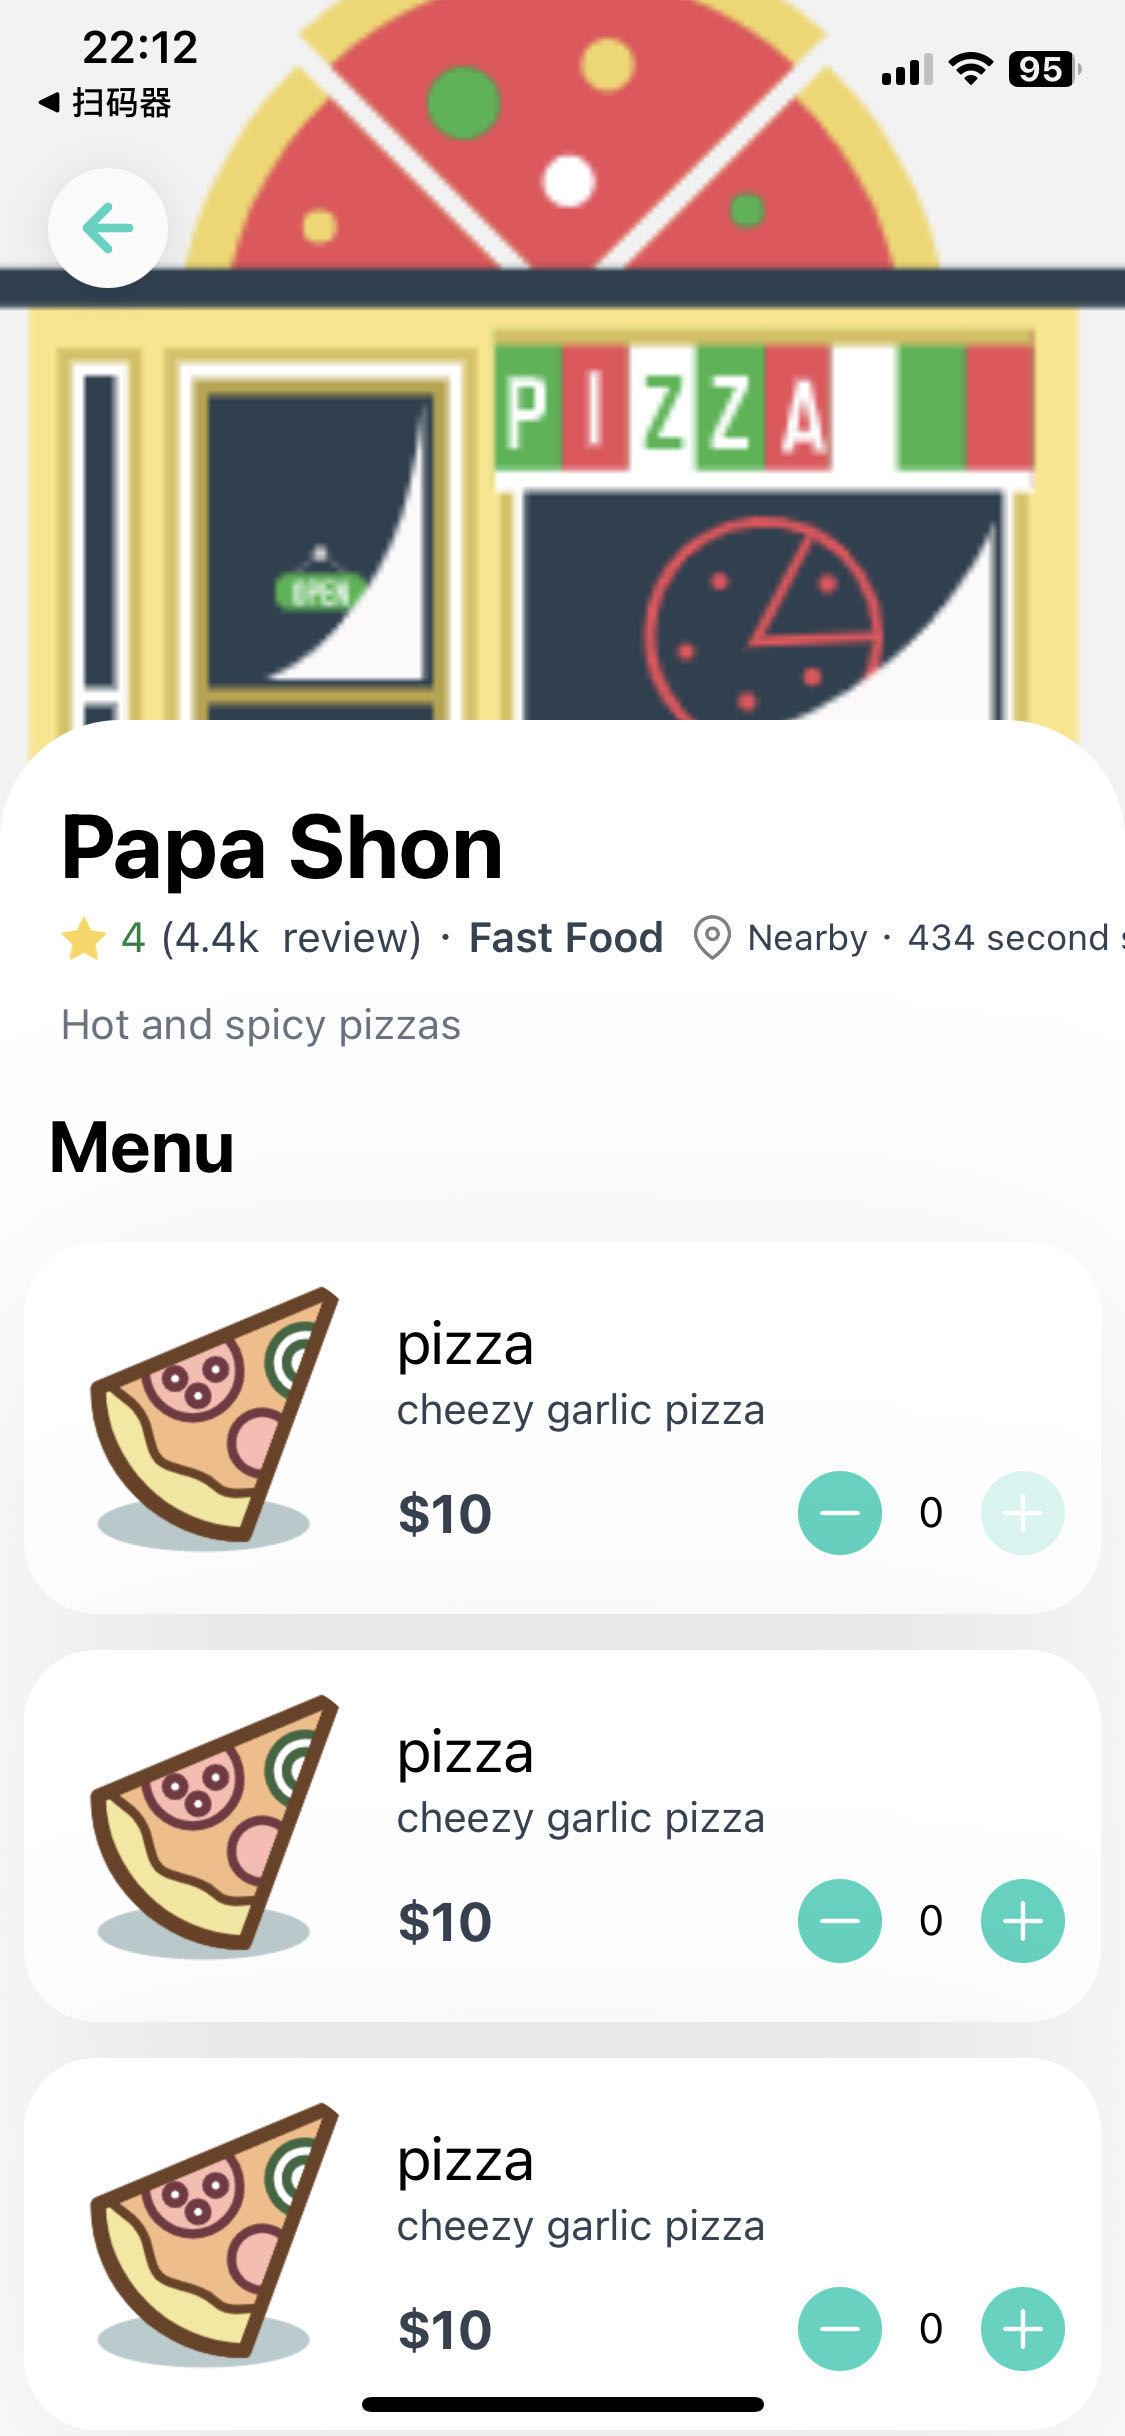 22:12
95
◀ 扫码器
PIZZA
OPEN
Papa Shon
4 (4.4k review) · Fast Food Nearby · 434 second s
Hot and spicy pizzas
Menu
pizza
cheezy garlic pizza
$10
0
pizza
cheezy garlic pizza
$10
0
pizza
cheezy garlic pizza
$10
0